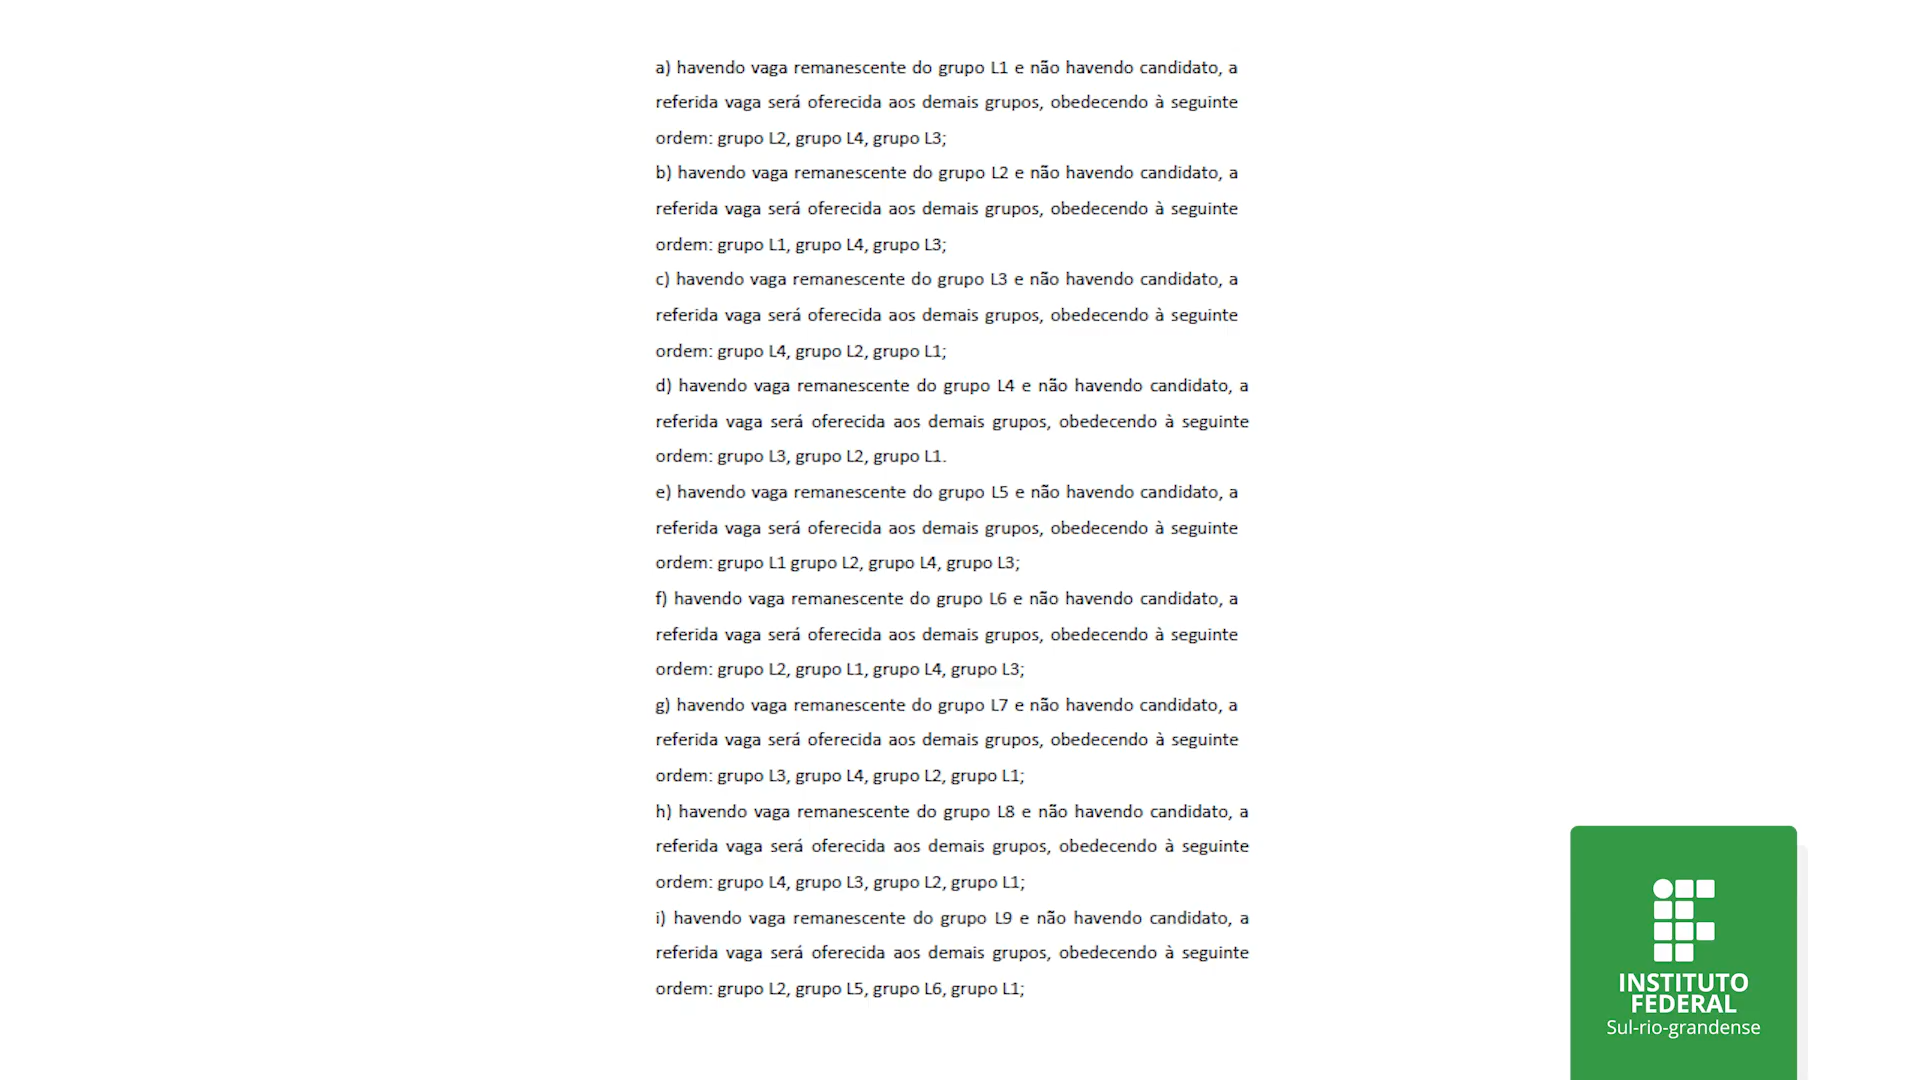 a) havendo vaga remanescente do grupo L1 e não havendo candidato, a
referida vaga será oferecida aos demais grupos, obedecendo à seguinte
ordem: grupo L2, grupo L4, grupo L3;
b) havendo vaga remanescente do grupo L2 e não havendo candidato, a
referida vaga será oferecida aos demais grupos, obedecendo à seguinte
ordem: grupo L1, grupo L4, grupo L3;
c) havendo vaga remanescente do grupo L3 e não havendo candidato, a
referida vaga será oferecida aos demais grupos, obedecendo à seguinte
ordem: grupo L4, grupo L2, grupo L1;
d) havendo vaga remanescente do grupo L4 e não havendo candidato, a
referida vaga será oferecida aos demais grupos, obedecendo à seguinte
ordem: grupo L3, grupo L2, grupo L1.
e) havendo vaga remanescente do grupo L5 e não havendo candidato, a
referida vaga será oferecida aos demais grupos, obedecendo à seguinte
ordem: grupo L1 grupo L2, grupo L4, grupo L3;
f) havendo vaga remanescente do grupo L6 e não havendo candidato, a
referida vaga será oferecida aos demais grupos, obedecendo à seguinte
ordem: grupo L2, grupo L1, grupo L4, grupo L3;
g) havendo vaga remanescente do grupo L7 e não havendo candidato, a
referida vaga será oferecida aos demais grupos, obedecendo à seguinte
ordem: grupo L3, grupo L4, grupo L2, grupo L1;
h) havendo vaga remanescente do grupo L8 e não havendo candidato, a
referida vaga será oferecida aos demais grupos, obedecendo à seguinte
ordem: grupo L4, grupo L3, grupo L2, grupo L1;
i) havendo vaga remanescente do grupo L9 e não havendo candidato, a
referida vaga será oferecida aos demais grupos, obedecendo à seguinte
ordem: grupo L2, grupo L5, grupo L6, grupo L1;
INSTITUTO
FEDERAL
Sul-rio-grandense